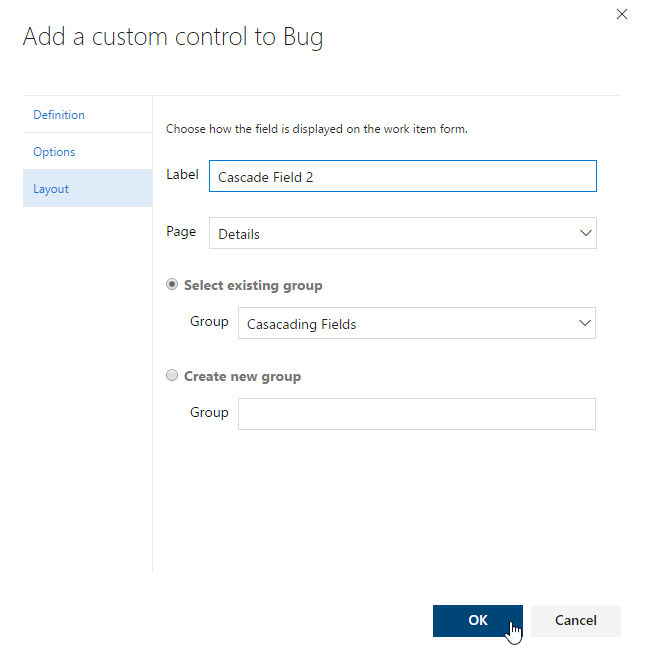 Add a custom control to Bug
Definition
Options
Layout
Choose how the field is displayed on the work item form.
Label Cascade Field 2
Page Details
Select existing group
Group Casacading Fields
Create new group
Group
OK Cancel